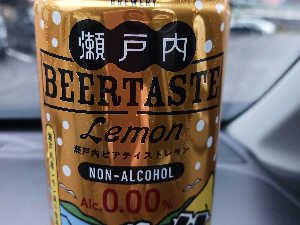 BREWERY
瀬戸内
BEERTASTE
Lemon
瀬戸内ビアテイストレモン
NON-ALCOHOL
Alc.0.00%